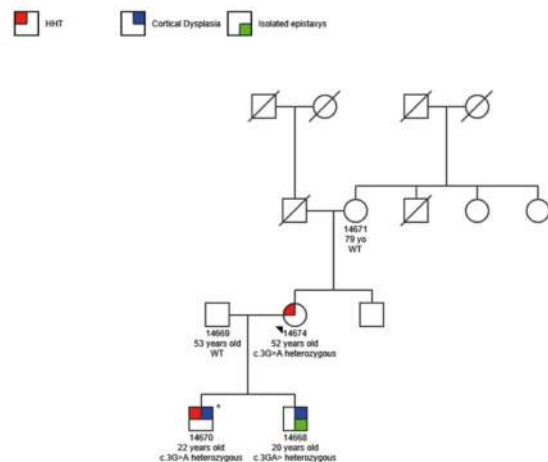 HHT
Cortical Dysplasia
Isolated epistaxys
14671
79 yo
WT
14669
53 years old
WT
14674
52 years old
c.3G>A heterozygous
*
14670
22 years old
c.3G>A heterozygous
14668
20 years old
c.3GA> heterozygous